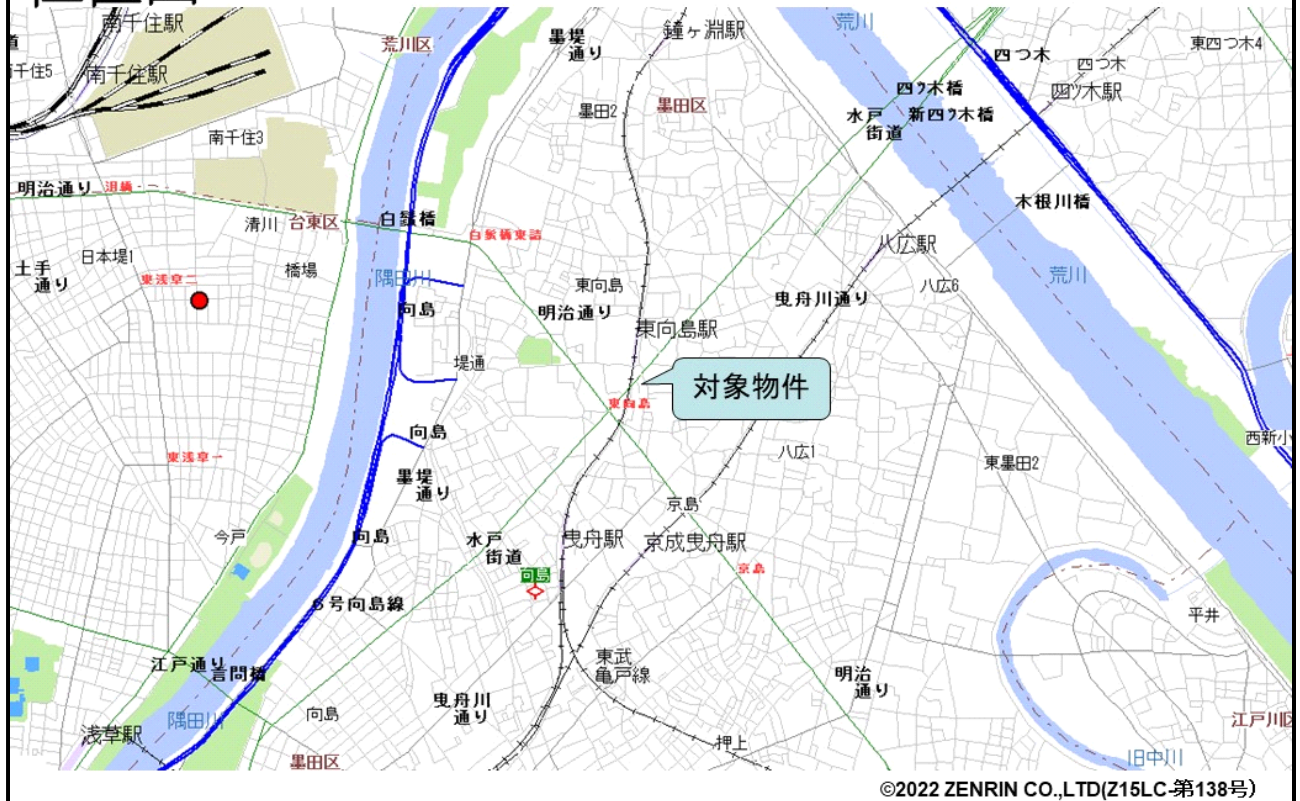 南千住駅
荒川区
墨堤
通り
鐘ヶ淵駅
荒川
四つ木
東四つ木4
四つ木
千住5
南千住駅
四ツ木橋
四ツ木駅
墨田2
墨田区
水戸
街道
新四ツ木橋
南千住3
明治通り
泪橋
清川
台東区
白鬚橋
白鬚橋東詰
木根川橋
八広駅
日本堤1
土手
通り
東浅草二
橋場
隅田川
東向島
荒川
八広6
向島
明治通り
曳舟川通り
東向島駅
堤通
対象物件
東向島
向島
八広1
西新小
東墨田2
東浅草一
墨堤
通り
京島
今戸
向島
水戸
街道
曳舟駅
京成曳舟駅
京島
向島
6号向島線
平井
江戸通り
言問橋
東武
亀戸線
明治
通り
曳舟川
通り
向島
隅田川
浅草駅
押上
江戸川区
墨田区
旧中川
©2022 ZENRIN CO.,LTD(Z15LC-第138号)